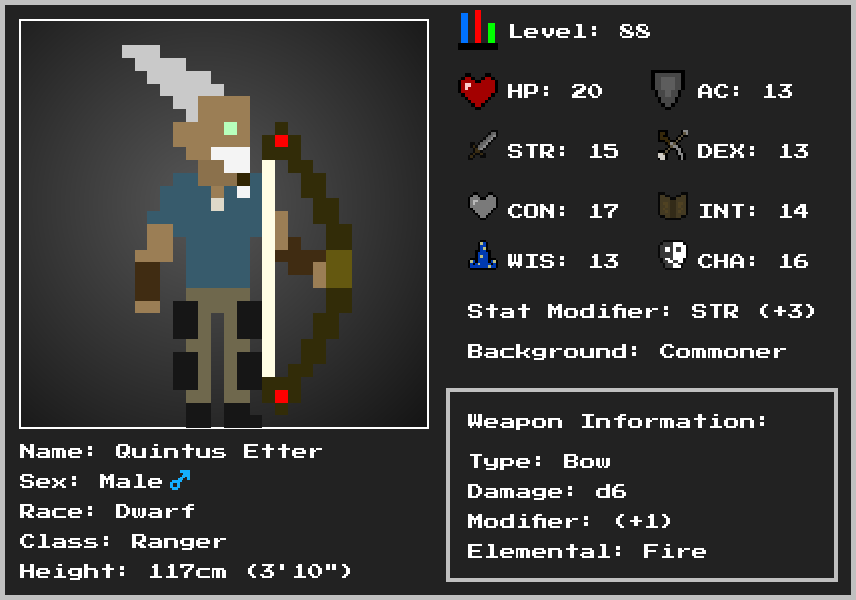 Level: 88
HP: 20
AC: 13
STR: 15
DEX: 13
CON: 17
INT: 14
WIS: 13
CHA: 16
Stat Modifier: STR (+3)
Background: Commoner
Weapon Information:
Type: Bow
Damage: d6
Modifier: (+1)
Elemental: Fire
Name: Quintus Etter
Sex: Male♂
Race: Dwarf
Class: Ranger
Height: 117cm (3'10")